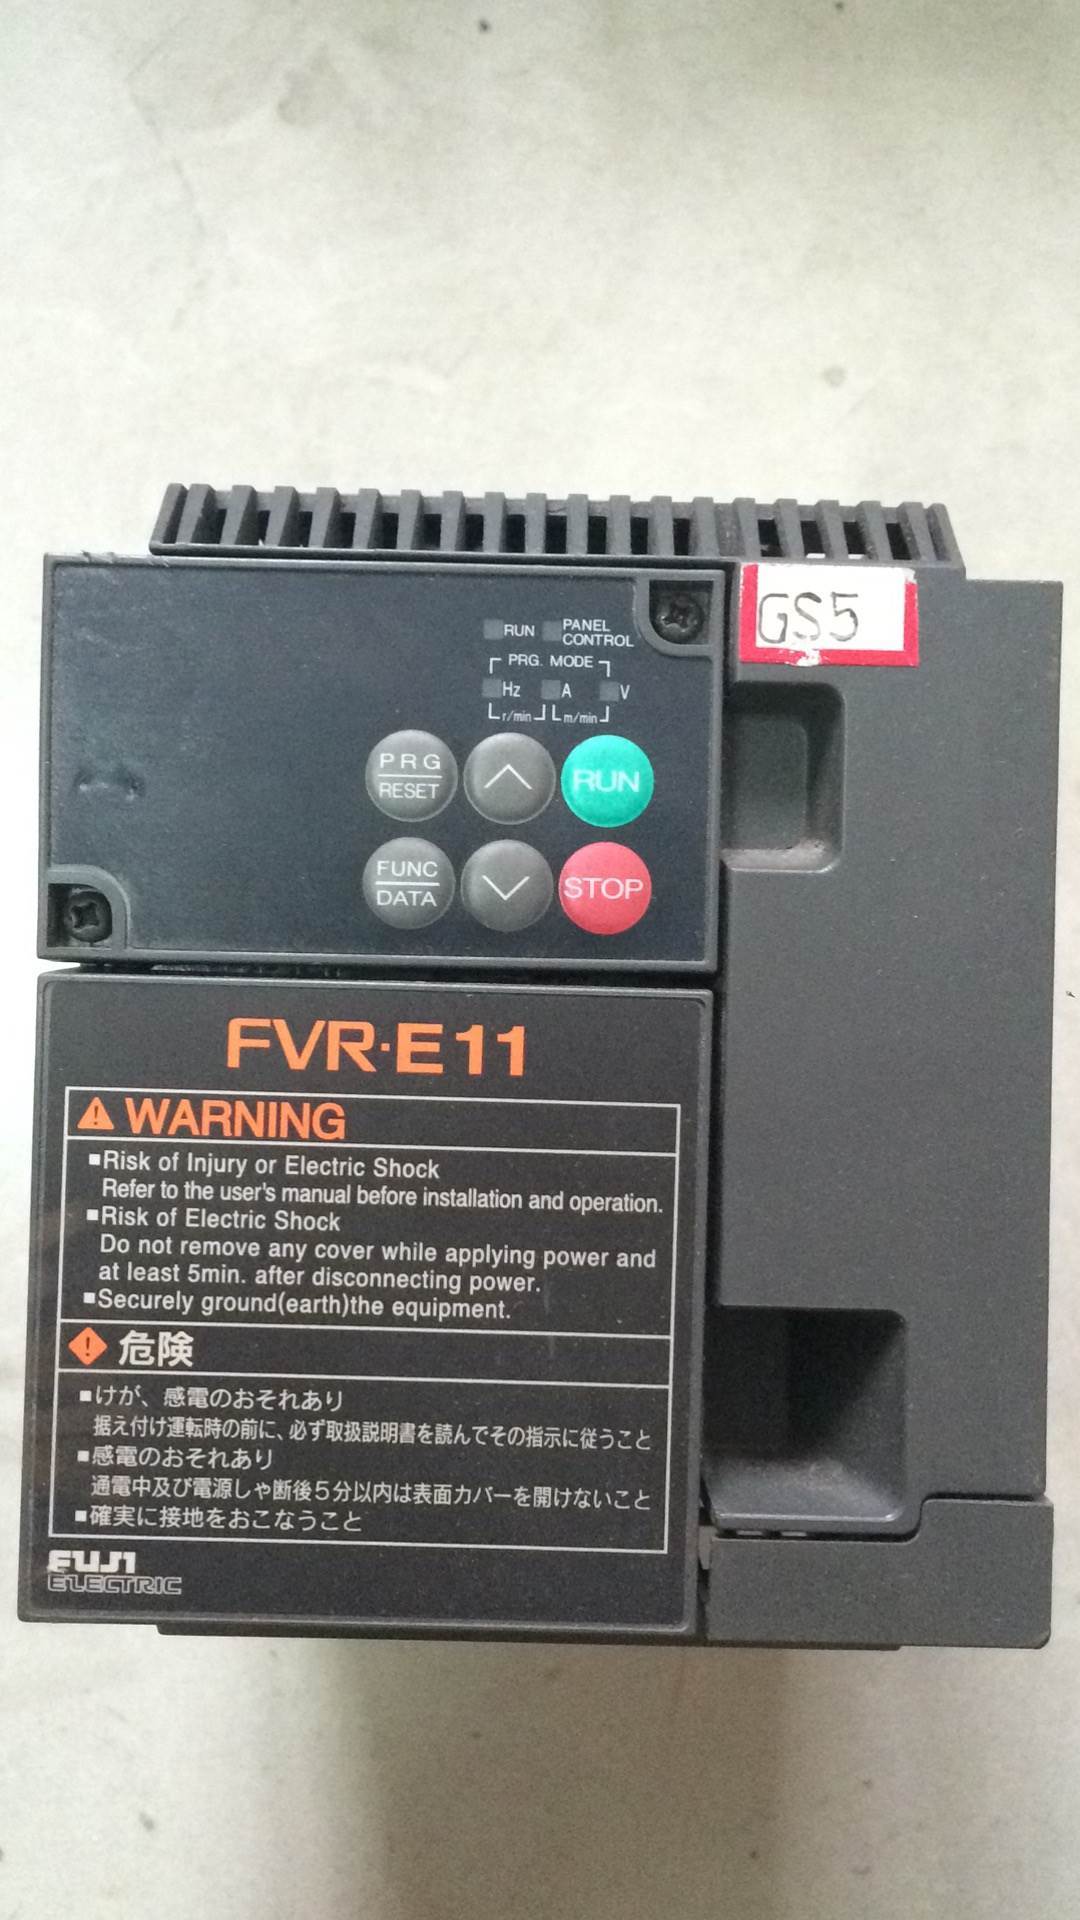 GS5
RUN PANEL CONTROL
PRG. MODE
Hz A V
r/min m/min
PRG RESET
RUN
FUNC DATA
STOP
FVR·E11
WARNING
■Risk of Injury or Electric Shock
Refer to the user's manual before installation and operation.
■Risk of Electric Shock
Do not remove any cover while applying power and
at least 5min. after disconnecting power.
■Securely ground(earth)the equipment.
危険
■けが、感電のおそれあり
据え付け運転時の前に、必ず取扱説明書を読んでその指示に従うこと
■感電のおそれあり
通電中及び電源しゃ断後5分以内は表面カバーを開けないこと
■確実に接地をおこなうこと
FUJI
ELECTRIC